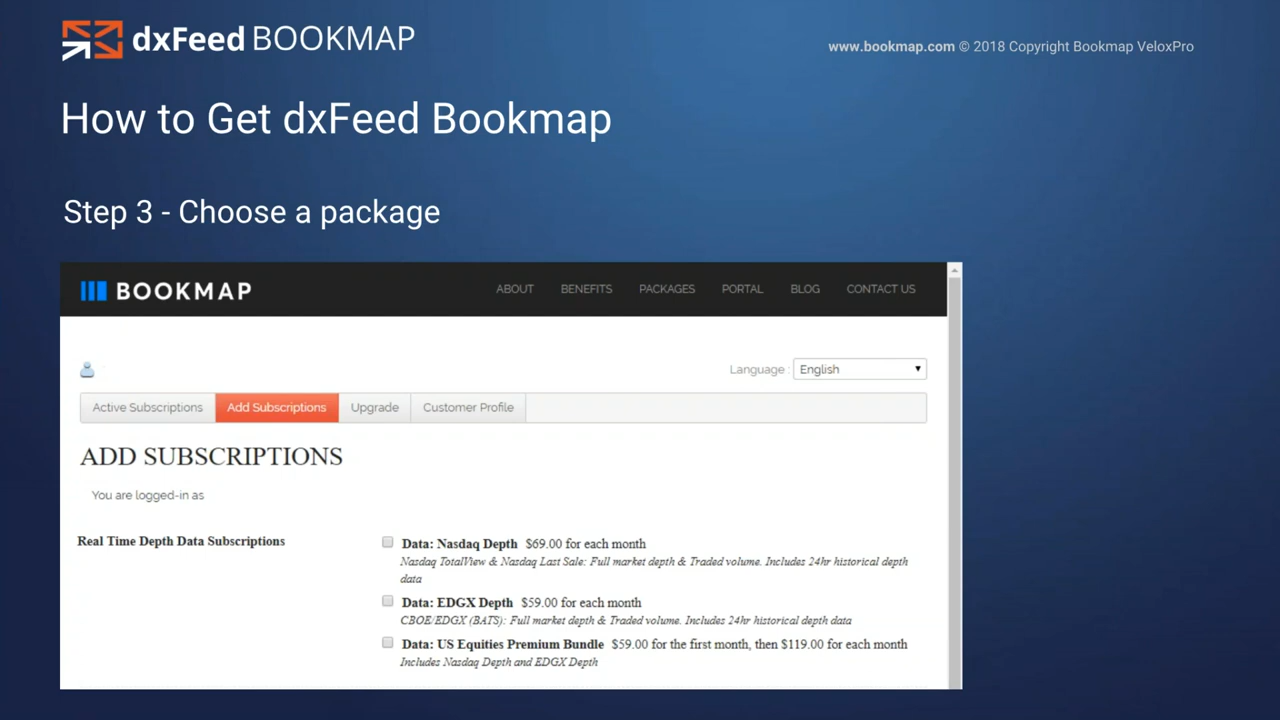 dxFeed BOOKMAP
www.bookmap.com © 2018 Copyright Bookmap VeloxPro
How to Get dxFeed Bookmap
Step 3 - Choose a package
BOOKMAP
ABOUT BENEFITS PACKAGES PORTAL BLOG CONTACT US
Language : English
Active Subscriptions Add Subscriptions Upgrade Customer Profile
ADD SUBSCRIPTIONS
You are logged-in as
Real Time Depth Data Subscriptions
Data: Nasdaq Depth $69.00 for each month
Nasdaq TotalView & Nasdaq Last Sale: Full market depth & Traded volume. Includes 24hr historical depth
data
Data: EDGX Depth $59.00 for each month
CBOE/EDGX (BATS): Full market depth & Traded volume. Includes 24hr historical depth data
Data: US Equities Premium Bundle $59.00 for the first month, then $119.00 for each month
Includes Nasdaq Depth and EDGX Depth